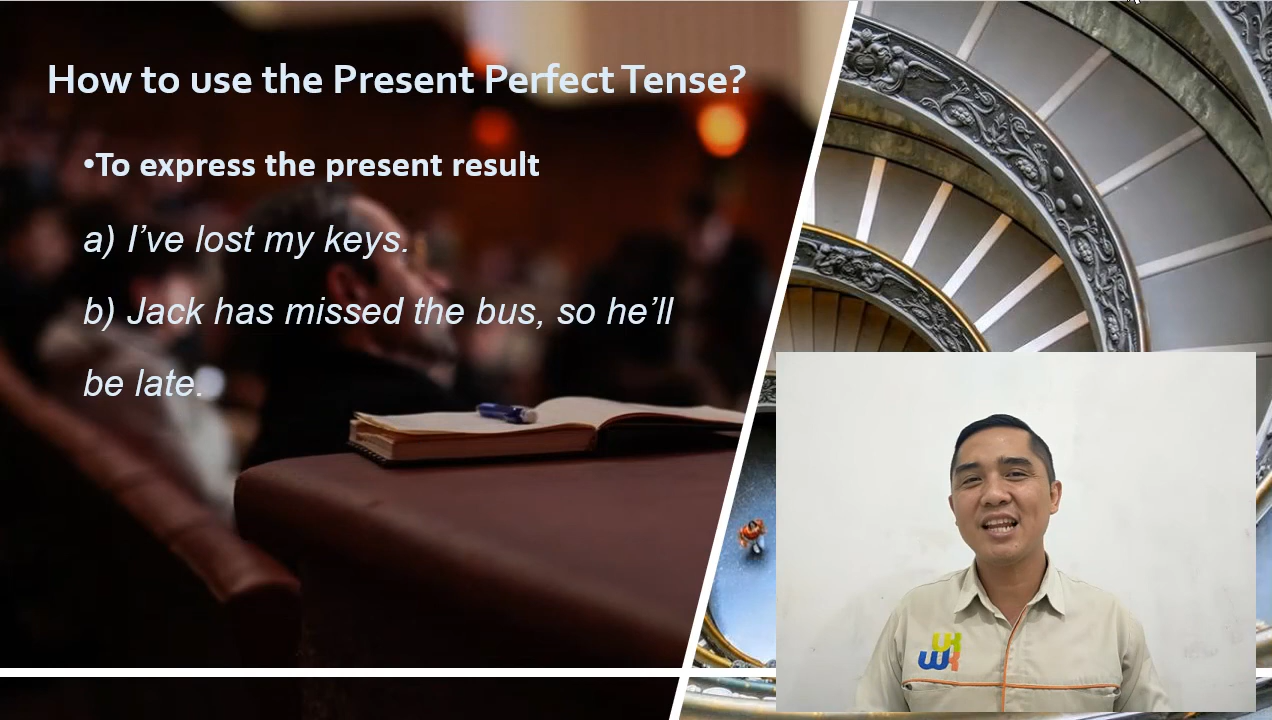 How to use the Present Perfect Tense?
•To express the present result
a) I’ve lost my keys.
b) Jack has missed the bus, so he’ll
be late.